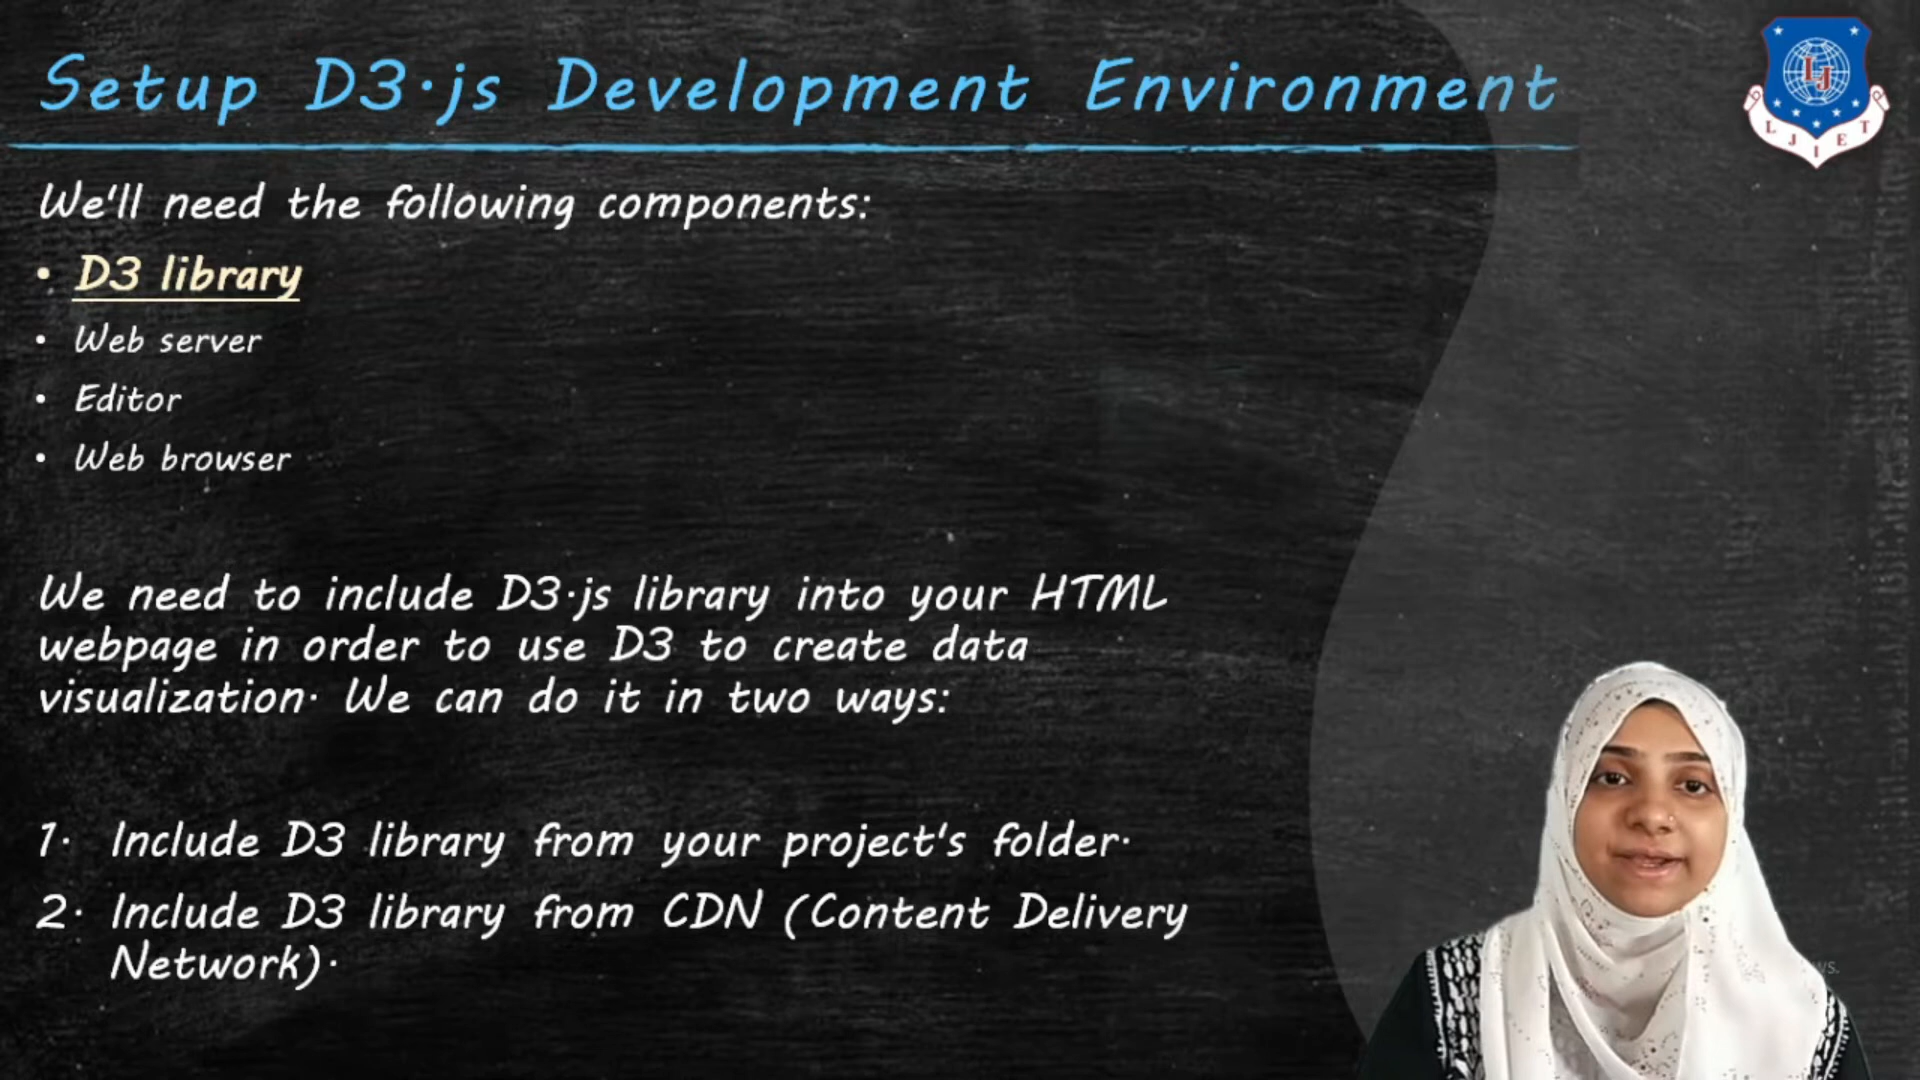 Setup D3.js Development Environment
LJIET
We'll need the following components:
• D3 library
• Web server
• Editor
• Web browser
We need to include D3.js library into your HTML
webpage in order to use D3 to create data
visualization. We can do it in two ways:
1. Include D3 library from your project's folder.
2. Include D3 library from CDN (Content Delivery
Network).